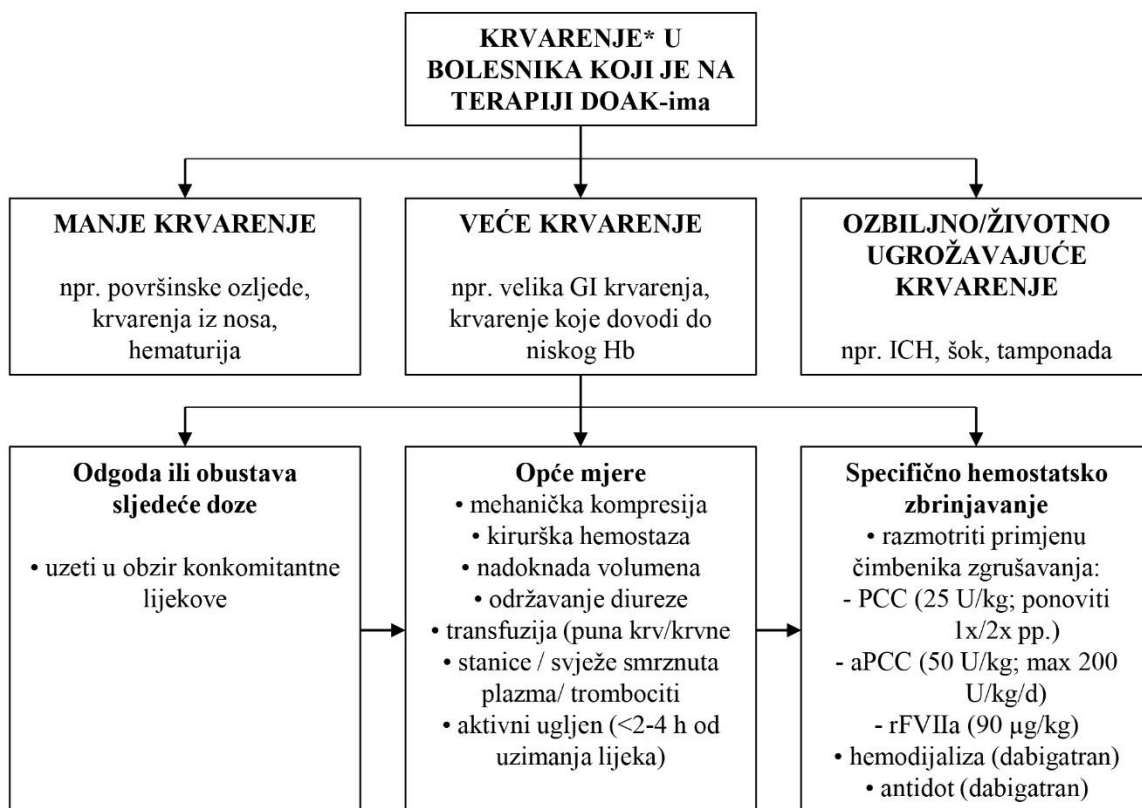 KRVARENJE* U
BOLESNIKA KOJI JE NA
TERAPIJI DOAK-ima
MANJE KRVARENJE
npr. površinske ozljede,
krvarenja iz nosa,
hematurija
VEĆE KRVARENJE
npr. velika GI krvarenja,
krvarenje koje dovodi do
niskog Hb
OZBILJNO/ŽIVOTNO
UGROŽAVAJUĆE
KRVARENJE
npr. ICH, šok, tamponada
Odgoda ili obustava
sljedeće doze
• uzeti u obzir konkomitantne
lijekove
Opće mjere
• mehanička kompresija
• kirurška hemostaza
• nadoknada volumena
• održavanje diureze
• transfuzija (puna krv/krvne
stanice / svježe smrznuta
plazma/ trombociti
• aktivni ugljen (<2-4 h od
uzimanja lijeka)
Specifično hemostatsko
zbrinjavanje
• razmotriti primjenu
čimbenika zgrušavanja:
- PCC (25 U/kg; ponoviti
1x/2x pp.)
- aPCC (50 U/kg; max 200
U/kg/d)
- rFVIIa (90 µg/kg)
• hemodijaliza (dabigatran)
• antidot (dabigatran)